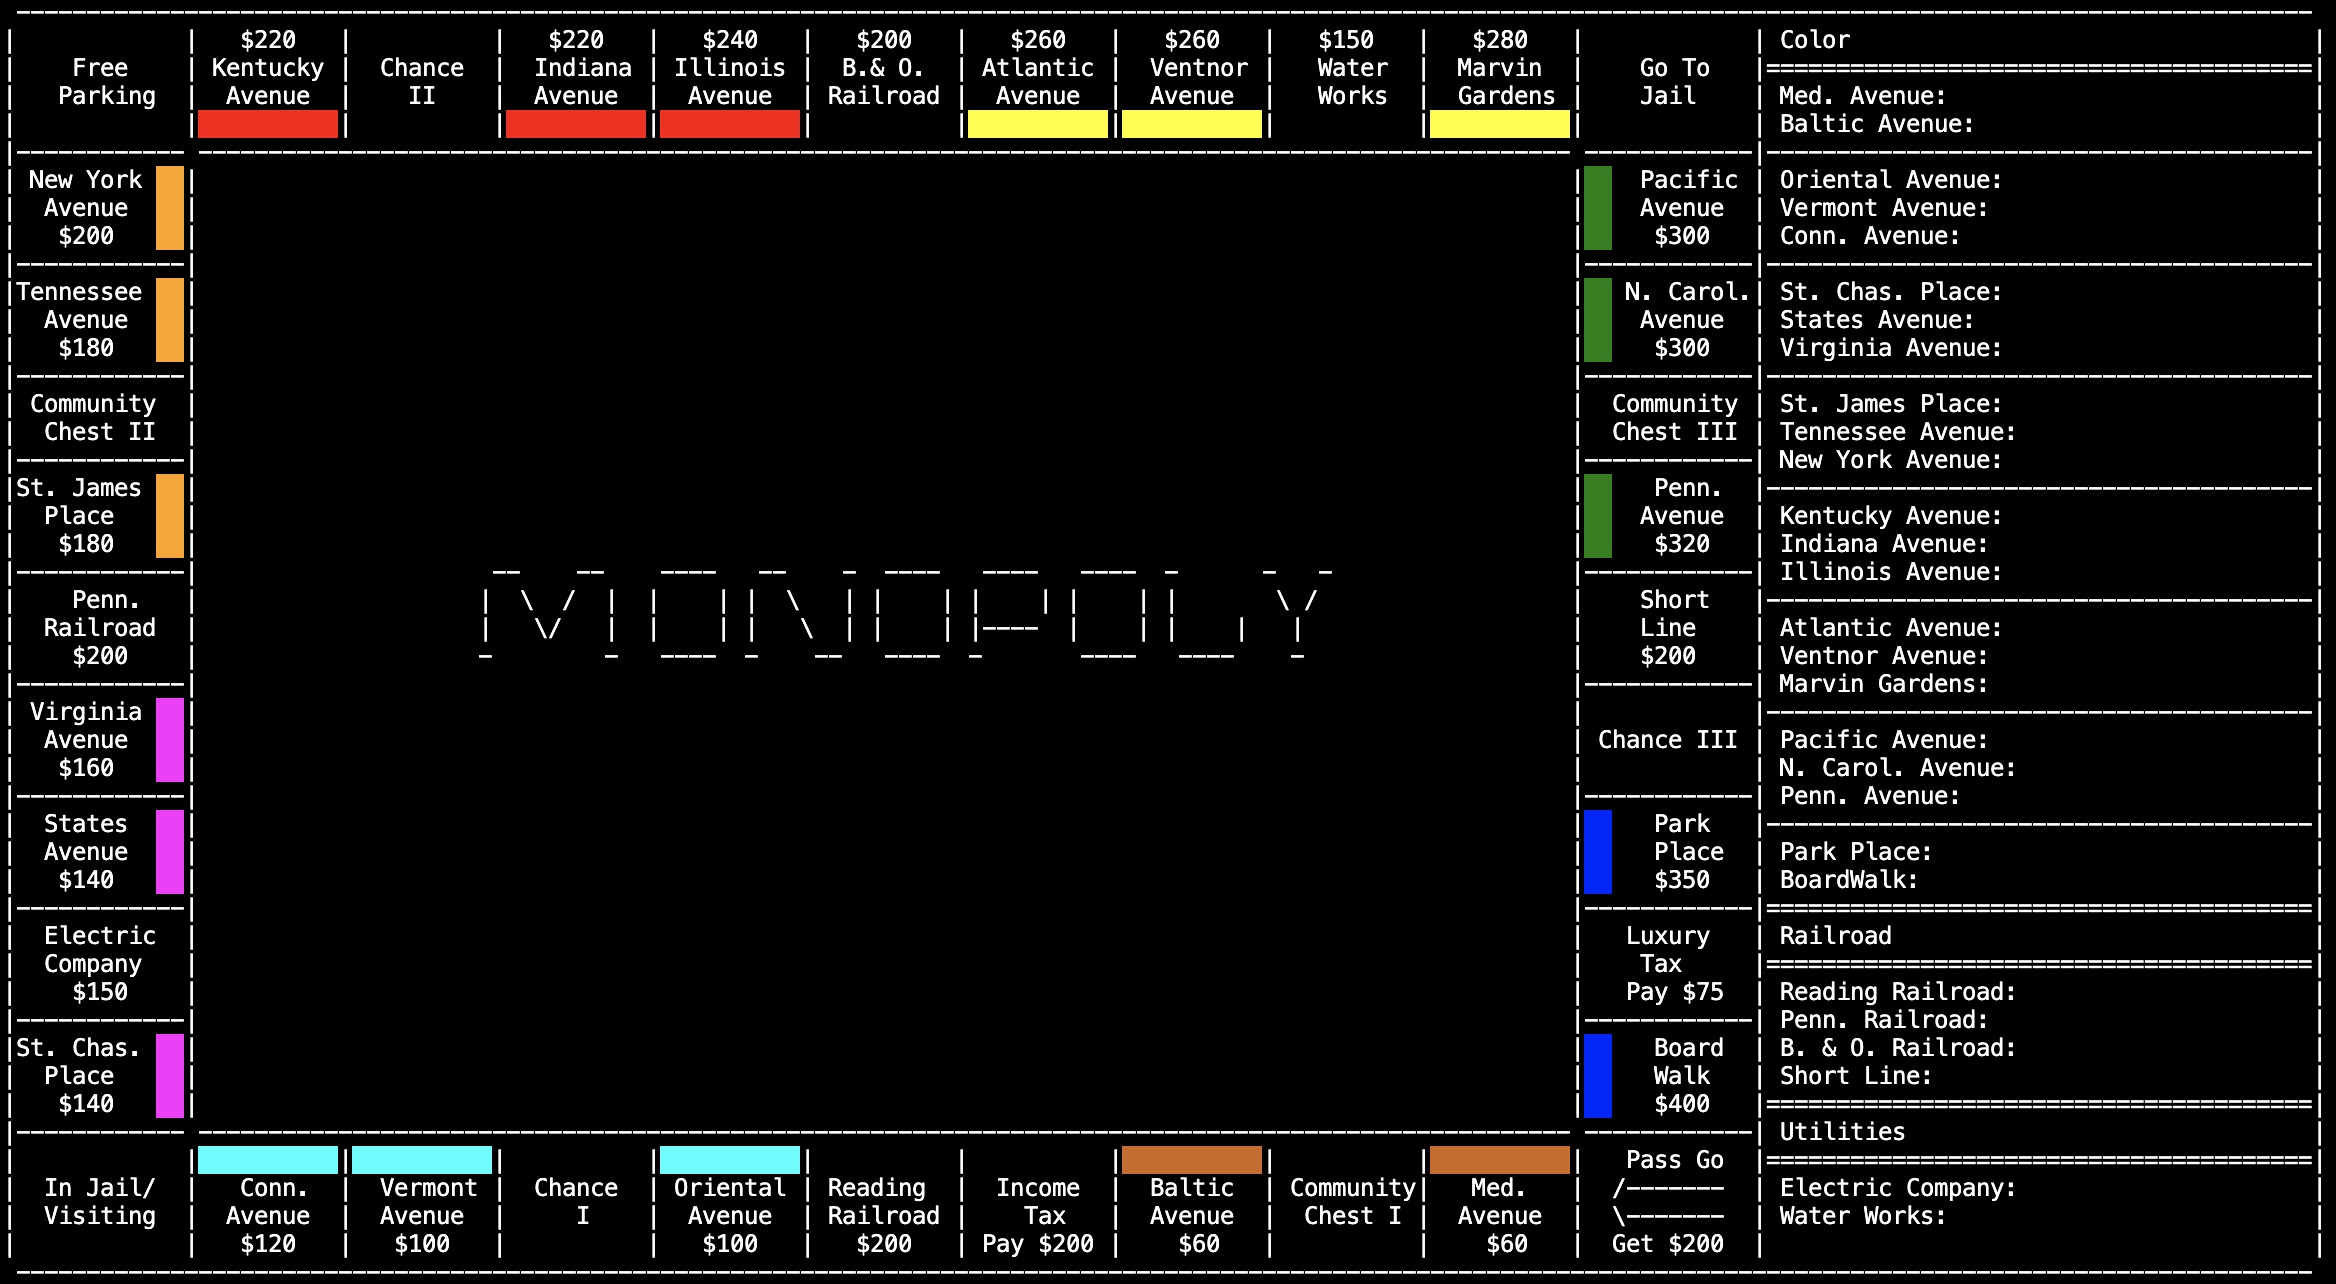 Free
Parking
$220
Kentucky
Avenue
Chance
II
$220
Indiana
Avenue
$240
Illinois
Avenue
$200
B.& O.
Railroad
$260
Atlantic
Avenue
$260
Ventnor
Avenue
$150
Water
Works
$280
Marvin
Gardens
Go To
Jail
New York
Avenue
$200
Tennessee
Avenue
$180
Community
Chest II
St. James
Place
$180
Penn.
Railroad
$200
Virginia
Avenue
$160
States
Avenue
$140
Electric
Company
$150
St. Chas.
Place
$140
MONOPOLY
Pacific
Avenue
$300
N. Carol.
Avenue
$300
Community
Chest III
Penn.
Avenue
$320
Short
Line
$200
Chance III
Park
Place
$350
Luxury
Tax
Pay $75
Board
Walk
$400
In Jail/
Visiting
Conn.
Avenue
$120
Vermont
Avenue
$100
Chance
I
Oriental
Avenue
$100
Reading
Railroad
$200
Income
Tax
Pay $200
Baltic
Avenue
$60
Community
Chest I
Med.
Avenue
$60
Pass Go
/-------
\-------
Get $200
Color
Med. Avenue:
Baltic Avenue:
Oriental Avenue:
Vermont Avenue:
Conn. Avenue:
St. Chas. Place:
States Avenue:
Virginia Avenue:
St. James Place:
Tennessee Avenue:
New York Avenue:
Kentucky Avenue:
Indiana Avenue:
Illinois Avenue:
Atlantic Avenue:
Ventnor Avenue:
Marvin Gardens:
Pacific Avenue:
N. Carol. Avenue:
Penn. Avenue:
Park Place:
BoardWalk:
Railroad
Reading Railroad:
Penn. Railroad:
B. & O. Railroad:
Short Line:
Utilities
Electric Company:
Water Works: